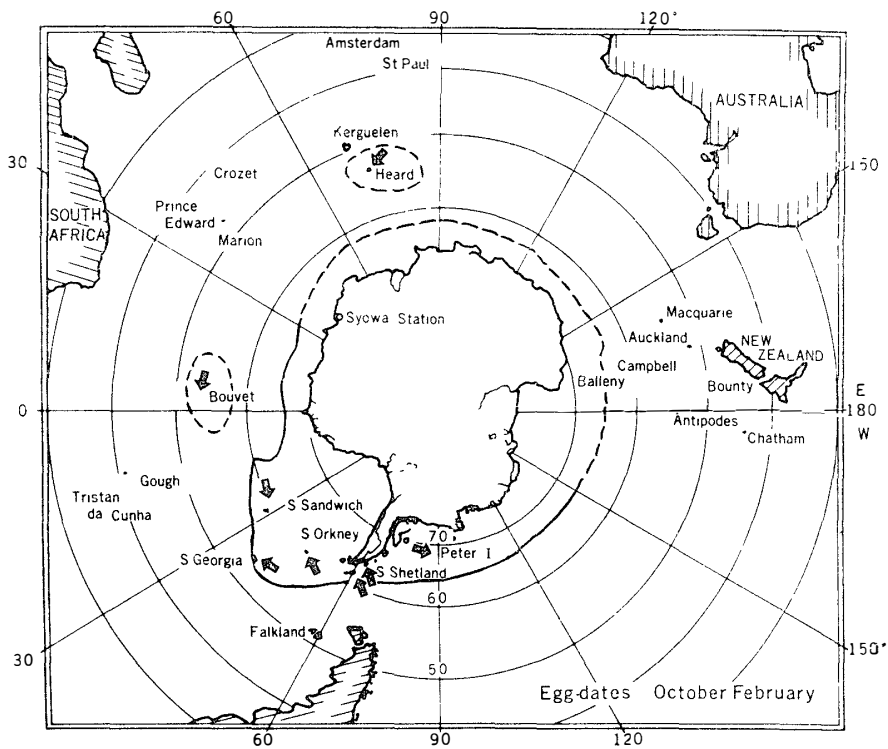 60
90
120°
Amsterdam
St Paul
AUSTRALIA
Kerguelen
Heard
30
150
Crozet
Prince
Edward
SOUTH
AFRICA
Marion
Syowa Station
Macquarie
Auckland
NEW
ZEALAND
Campbell
Balleny
Bounty
Bouvet
E
0
180
W
Antipodes
Chatham
Gough
Tristan
da Cunha
S Sandwich
S Orkney
70
Peter I
S Georgia
S Shetland
60
Falkland
30
150°
50
Egg-dates October February
60
90
120